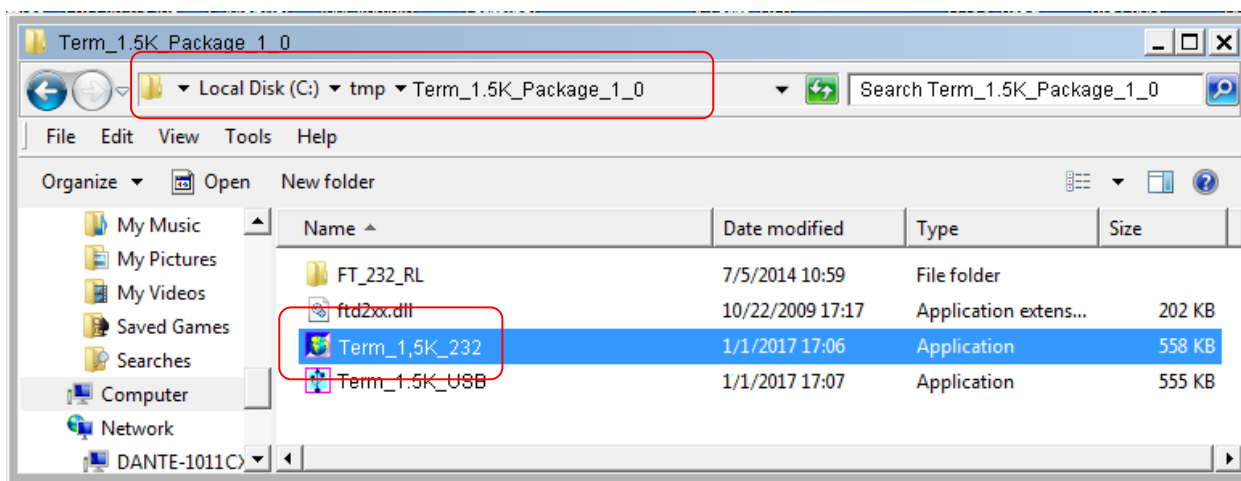 Term_1.5K_Package_1_0
Local Disk (C:) tmp Term_1.5K_Package_1_0 Search Term_1.5K_Package_1_0
File Edit View Tools Help
Organize Open New folder
My Music
My Pictures
My Videos
Saved Games
Searches
Computer
Network
DANTE-1011C
Name Date modified Type Size
FT_232_RL 7/5/2014 10:59 File folder
ftd2xx.dll 10/22/2009 17:17 Application extens... 202 KB
Term_1,5K_232 1/1/2017 17:06 Application 558 KB
Term_1.5K_USB 1/1/2017 17:07 Application 555 KB